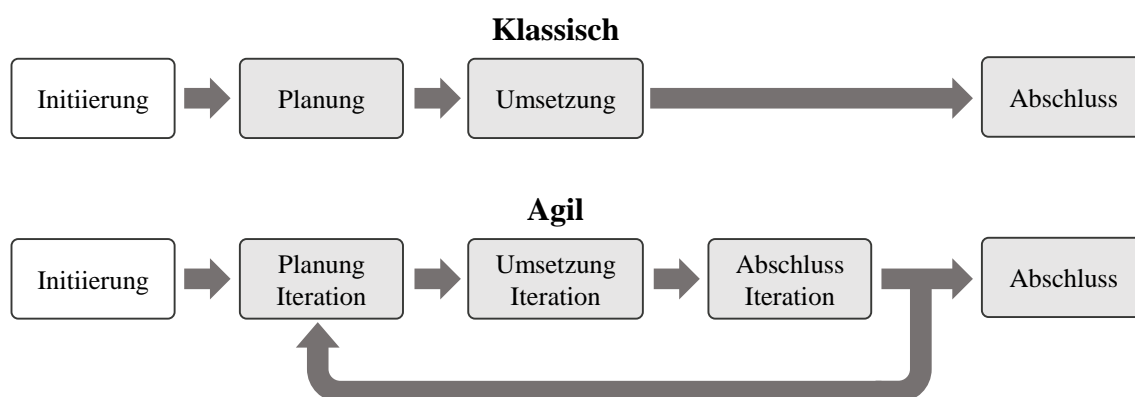 Klassisch
Initiierung
Planung
Umsetzung
Abschluss
Agil
Initiierung
Planung
Iteration
Umsetzung
Iteration
Abschluss
Iteration
Abschluss